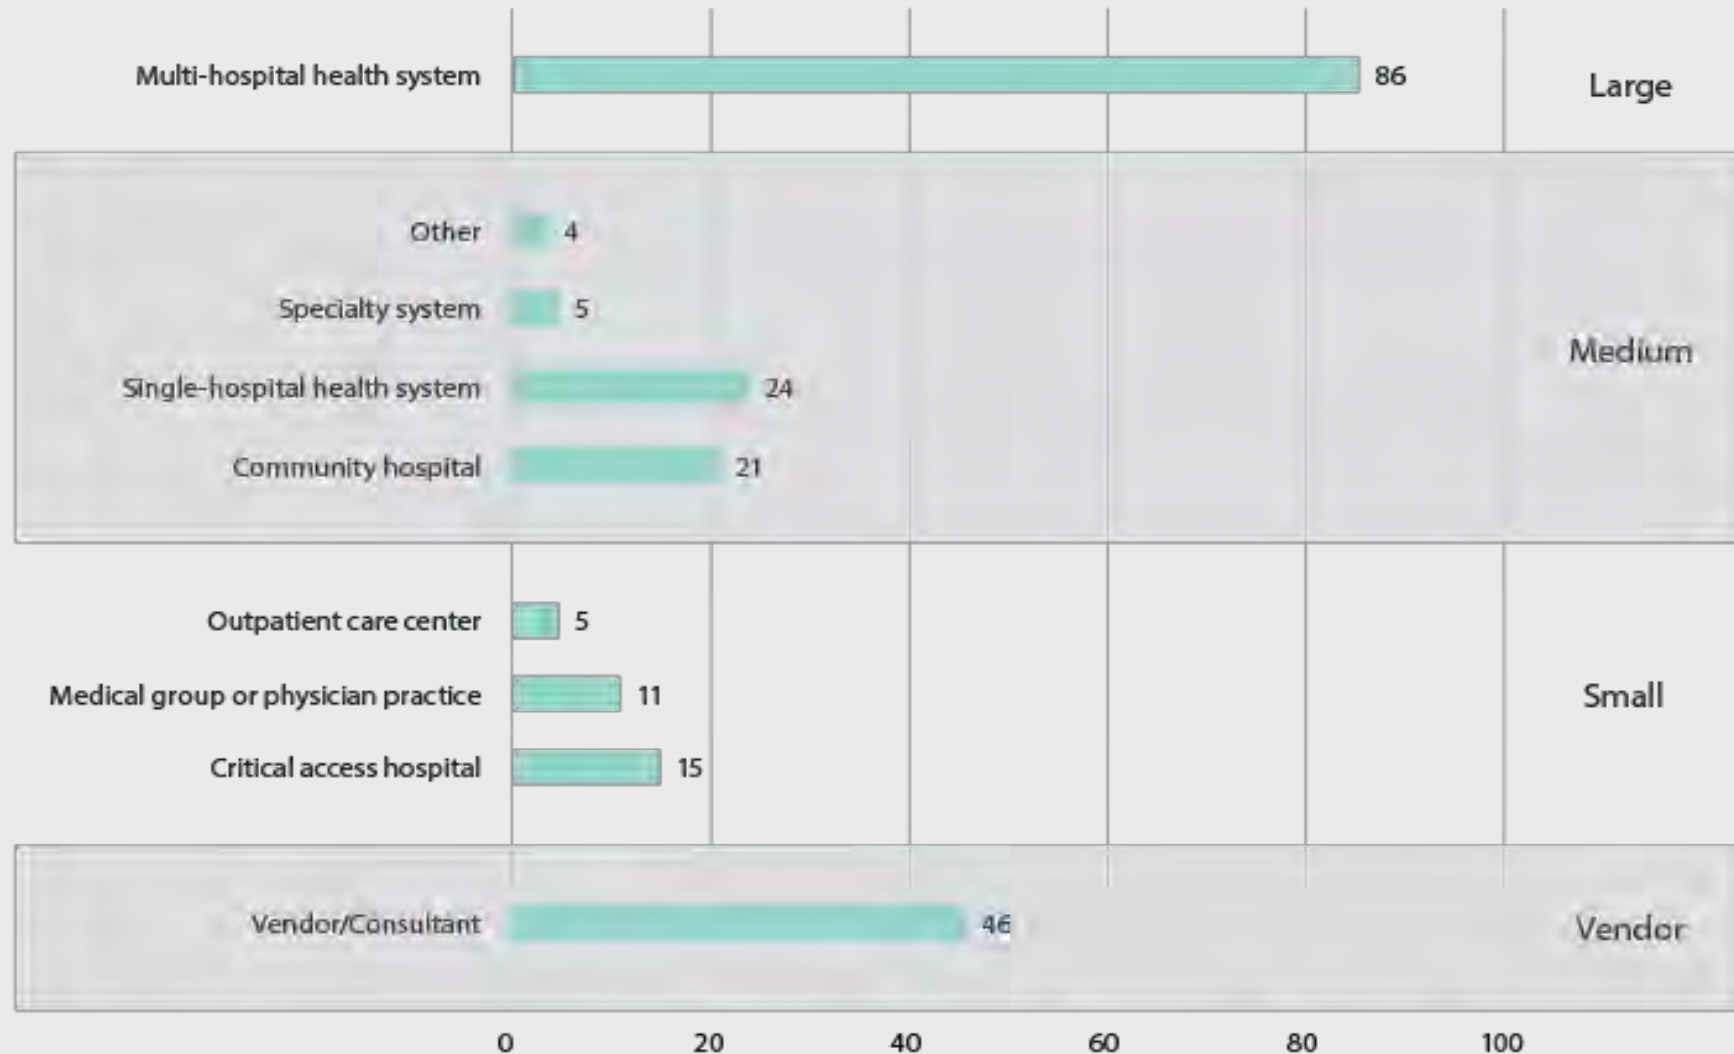 Multi-hospital health system 86 Large
Other 4
Specialty system 5
Medium
Single-hospital health system 24
Community hospital 21
Outpatient care center 5
Medical group or physician practice 11 Small
Critical access hospital 15
Vendor/Consultant 46 Vendor
0 20 40 60 80 100